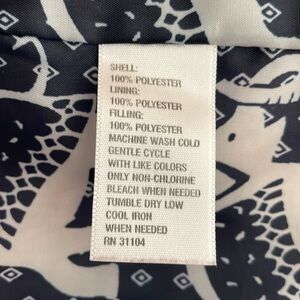 SHELL:
100% POLYESTER
LINING:
100% POLYESTER
FILLING:
100% POLYESTER
MACHINE WASH COLD
GENTLE CYCLE
WITH LIKE COLORS
ONLY NON-CHLORINE
BLEACH WHEN NEEDED
TUMBLE DRY LOW
COOL IRON
WHEN NEEDED
RN 31104